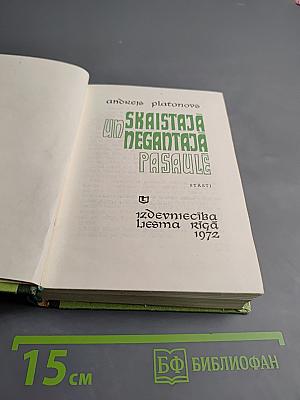 andrejs platonovs
SKAISTAJĀ
UN NEGANTAJĀ
PASAULĒ
STĀSTI
izdevniecība
liesma rīgā
1972
15 см
БФ БИБЛИОФАН